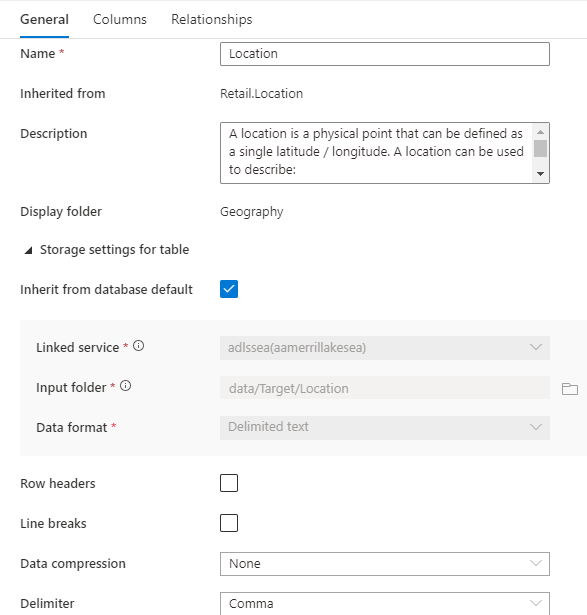 General Columns Relationships
Name * Location
Inherited from Retail.Location
Description A location is a physical point that can be defined as
a single latitude / longitude. A location can be used
to describe:
Display folder Geography
Storage settings for table
Inherit from database default
Linked service * adlssea(aamerrillakesea)
Input folder * data/Target/Location
Data format * Delimited text
Row headers
Line breaks
Data compression None
Delimiter Comma